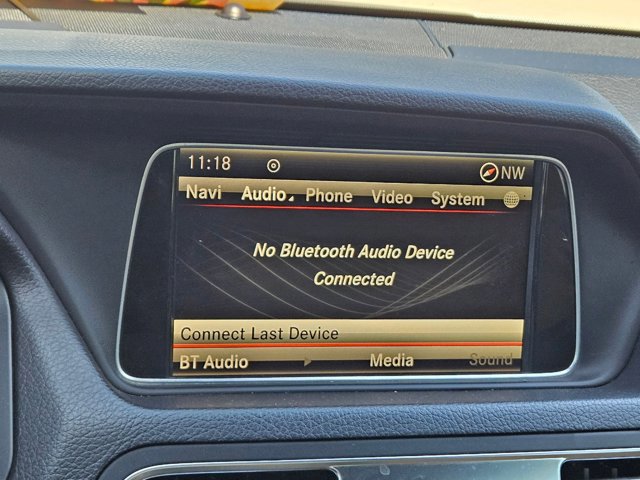 11:18 NW
Navi Audio Phone Video System
No Bluetooth Audio Device
Connected
Connect Last Device
BT Audio Media Sound